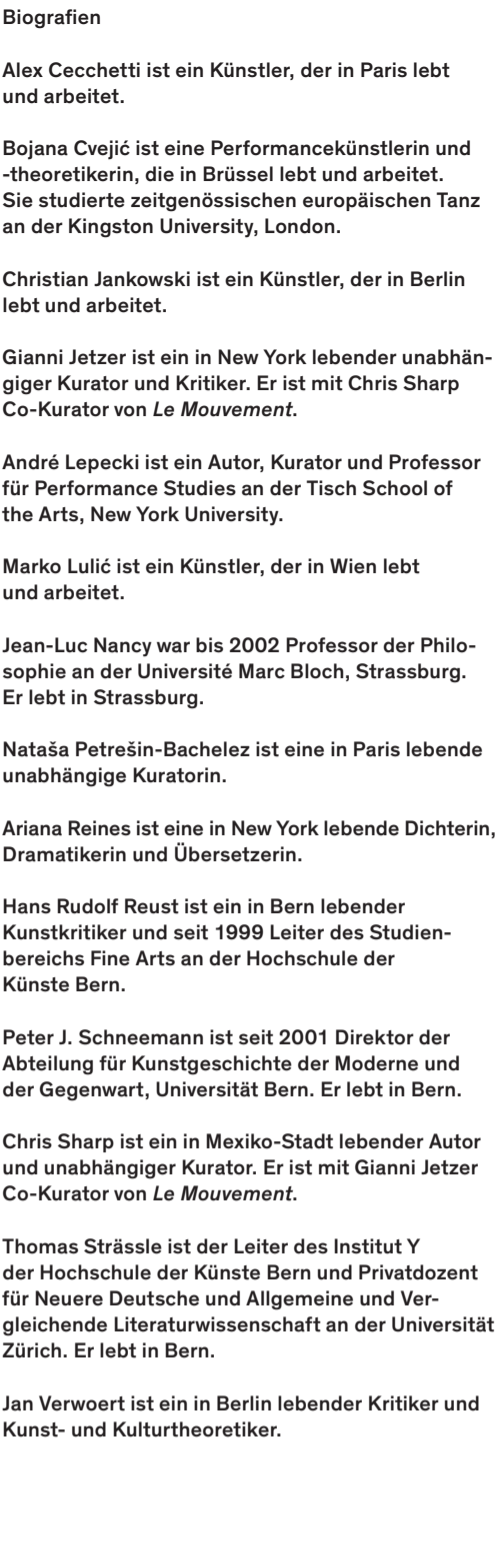 Biografien
Alex Cecchetti ist ein Künstler, der in Paris lebt
und arbeitet.
Bojana Cvejić ist eine Performancekünstlerin und
-theoretikerin, die in Brüssel lebt und arbeitet.
Sie studierte zeitgenössischen europäischen Tanz
an der Kingston University, London.
Christian Jankowski ist ein Künstler, der in Berlin
lebt und arbeitet.
Gianni Jetzer ist ein in New York lebender unabhän-
giger Kurator und Kritiker. Er ist mit Chris Sharp
Co-Kurator von Le Mouvement.
André Lepecki ist ein Autor, Kurator und Professor
für Performance Studies an der Tisch School of
the Arts, New York University.
Marko Lulić ist ein Künstler, der in Wien lebt
und arbeitet.
Jean-Luc Nancy war bis 2002 Professor der Philo-
sophie an der Université Marc Bloch, Strassburg.
Er lebt in Strassburg.
Nataša Petrešin-Bachelez ist eine in Paris lebende
unabhängige Kuratorin.
Ariana Reines ist eine in New York lebende Dichterin,
Dramatikerin und Übersetzerin.
Hans Rudolf Reust ist ein in Bern lebender
Kunstkritiker und seit 1999 Leiter des Studien-
bereichs Fine Arts an der Hochschule der
Künste Bern.
Peter J. Schneemann ist seit 2001 Direktor der
Abteilung für Kunstgeschichte der Moderne und
der Gegenwart, Universität Bern. Er lebt in Bern.
Chris Sharp ist ein in Mexiko-Stadt lebender Autor
und unabhängiger Kurator. Er ist mit Gianni Jetzer
Co-Kurator von Le Mouvement.
Thomas Strässle ist der Leiter des Institut Y
der Hochschule der Künste Bern und Privatdozent
für Neuere Deutsche und Allgemeine und Ver-
gleichende Literaturwissenschaft an der Universität
Zürich. Er lebt in Bern.
Jan Verwoert ist ein in Berlin lebender Kritiker und
Kunst- und Kulturtheoretiker.